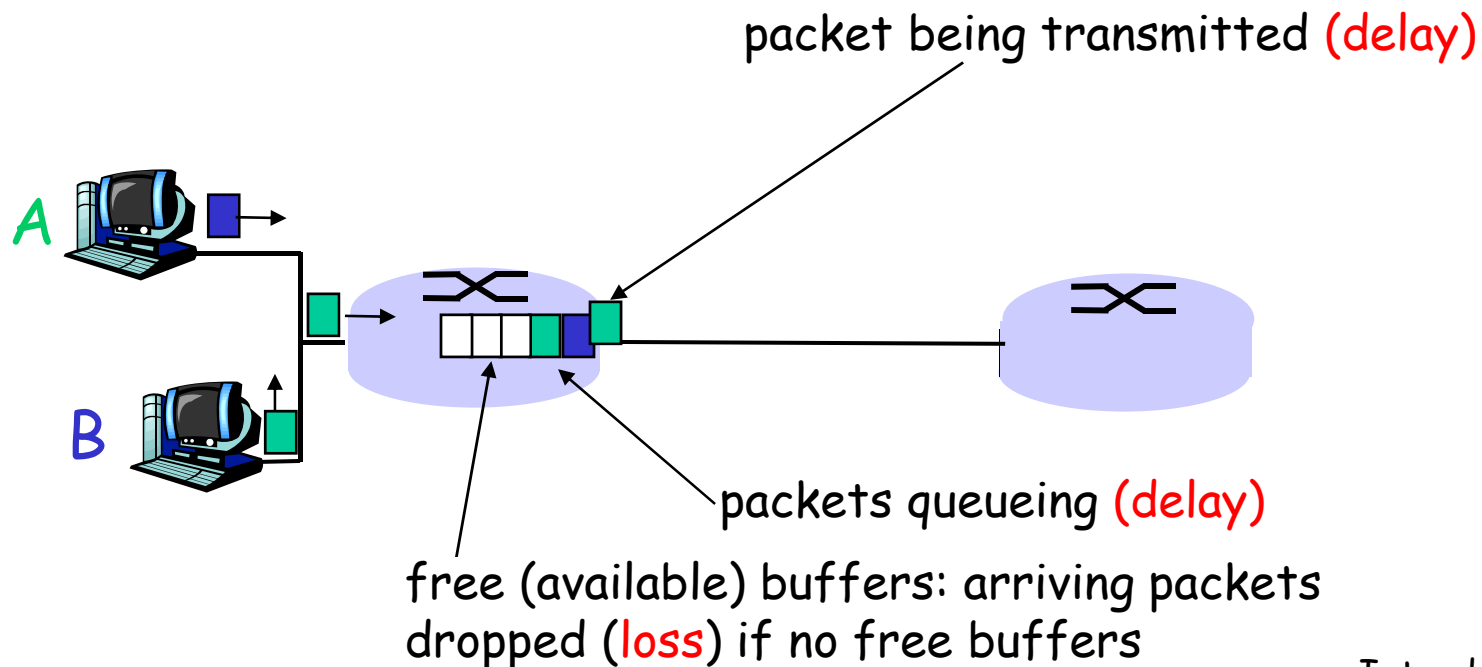 packet being transmitted (delay)
A
B
packets queueing (delay)
free (available) buffers: arriving packets
dropped (loss) if no free buffers